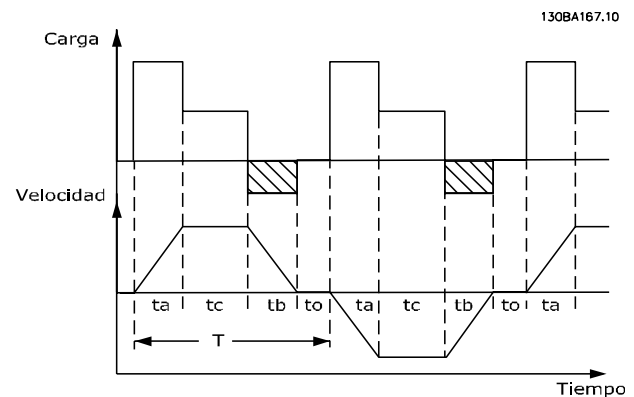 130BA167.10
Carga
Velocidad
ta tc tb to ta tc tb to ta
T
Tiempo